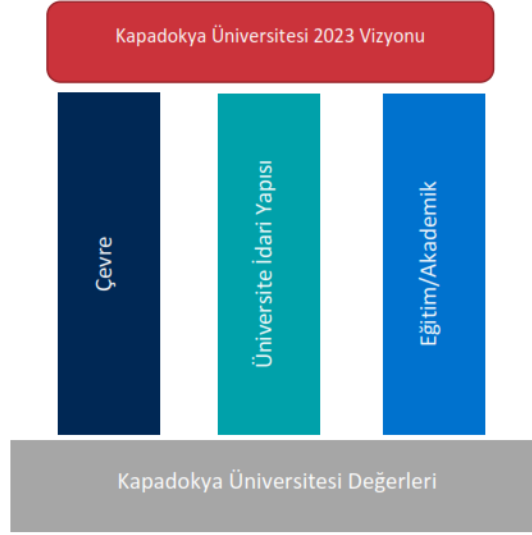 Kapadokya Üniversitesi 2023 Vizyonu
Çevre
Üniversite İdari Yapısı
Eğitim/Akademik
Kapadokya Üniversitesi Değerleri